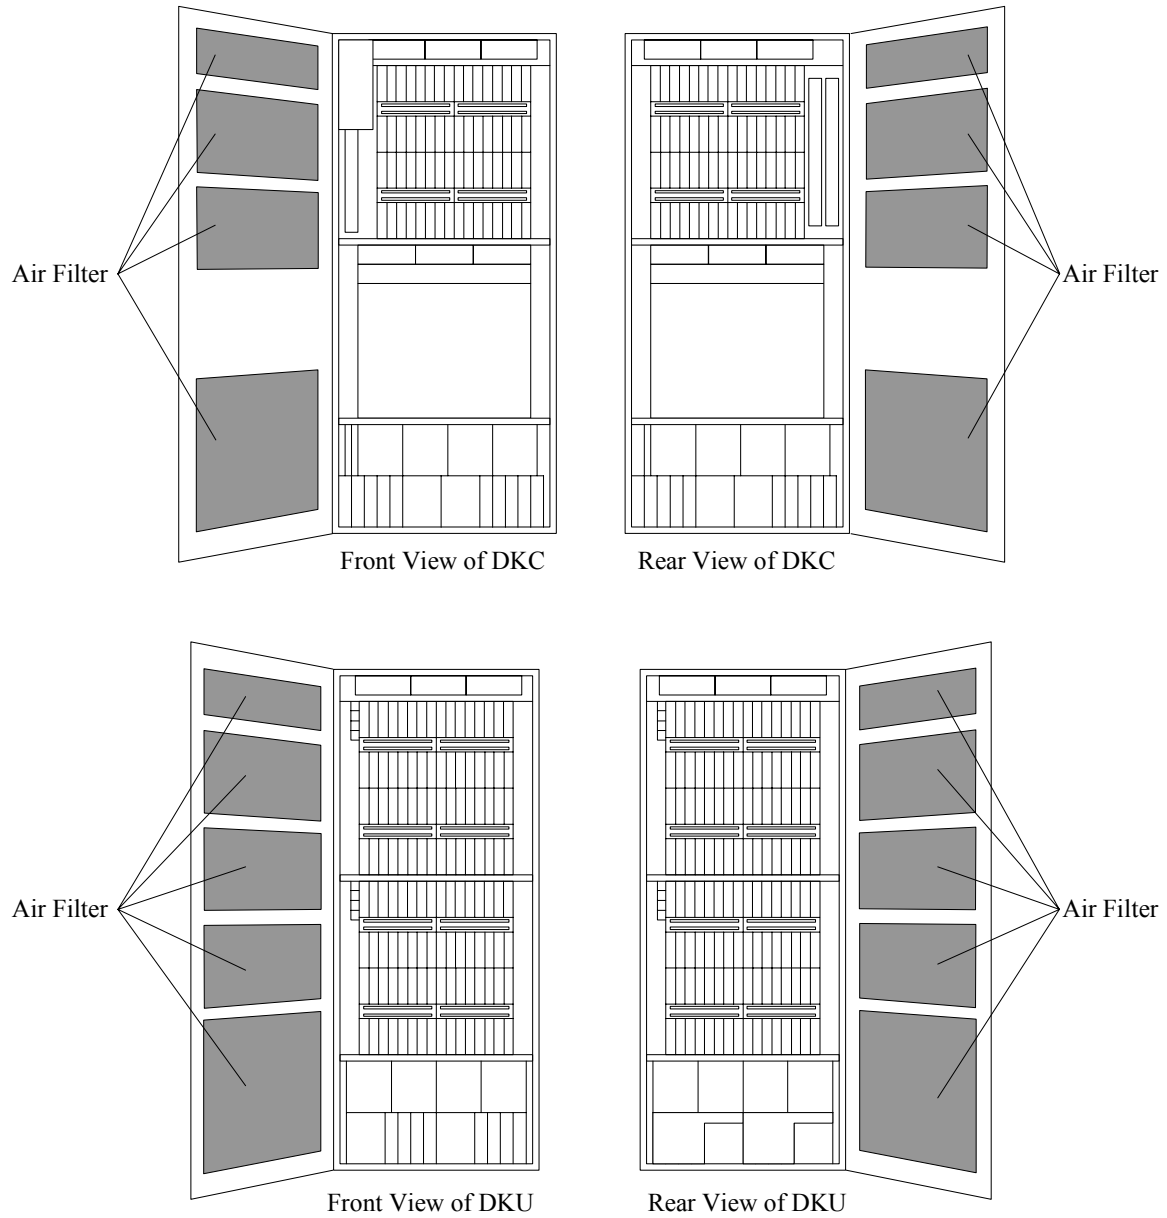 Air Filter
Air Filter
Front View of DKC
Rear View of DKC
Air Filter
Air Filter
Front View of DKU
Rear View of DKU